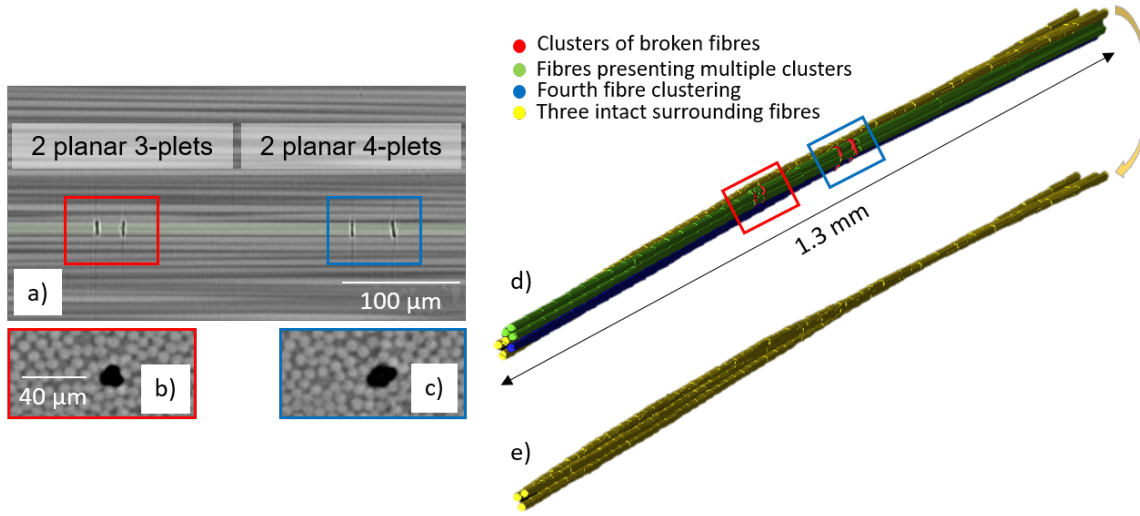 2 planar 3-plets
2 planar 4-plets
a)
100 µm
b)
40 µm
c)
Clusters of broken fibres
Fibres presenting multiple clusters
Fourth fibre clustering
Three intact surrounding fibres
1.3 mm
d)
e)